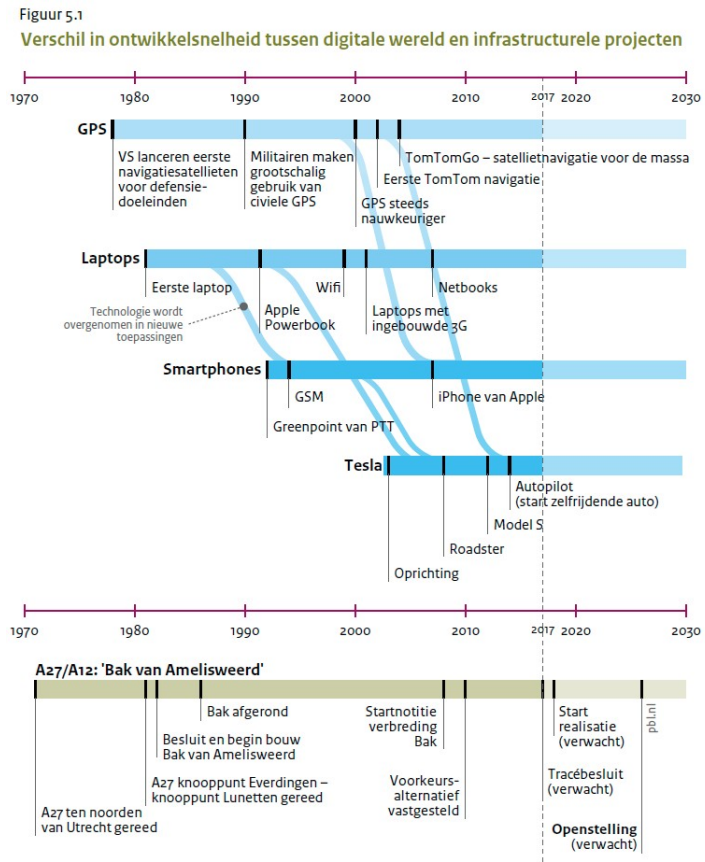 Figuur 5.1
Verschil in ontwikkelsnelheid tussen digitale wereld en infrastructurele projecten
1970 1980 1990 2000 2010 2017 2020 2030
GPS
VS lanceren eerste
navigatiesatellieten
voor defensie-
doeleinden
Militairen maken
grootschalig
gebruik van
civiele GPS
GPS steeds
nauwkeuriger
Eerste TomTom navigatie
TomTomGo – satellietnavigatie voor de massa
Laptops
Eerste laptop
Apple
Powerbook
Wifi
Laptops met
ingebouwde 3G
Netbooks
Technologie wordt
overgenomen in nieuwe
toepassingen
Smartphones
Greenpoint van PTT
GSM
iPhone van Apple
Tesla
Oprichting
Roadster
Model S
Autopilot
(start zelfrijdende auto)
1970 1980 1990 2000 2010 2017 2020 2030
A27/A12: 'Bak van Amelisweerd'
A27 ten noorden
van Utrecht gereed
A27 knooppunt Everdingen –
knooppunt Lunetten gereed
Besluit en begin bouw
Bak van Amelisweerd
Bak afgerond
Startnotitie
verbreding
Bak
Voorkeurs-
alternatief
vastgesteld
Tracébesluit
(verwacht)
Start
realisatie
(verwacht)
Openstelling
(verwacht)
pbl.nl